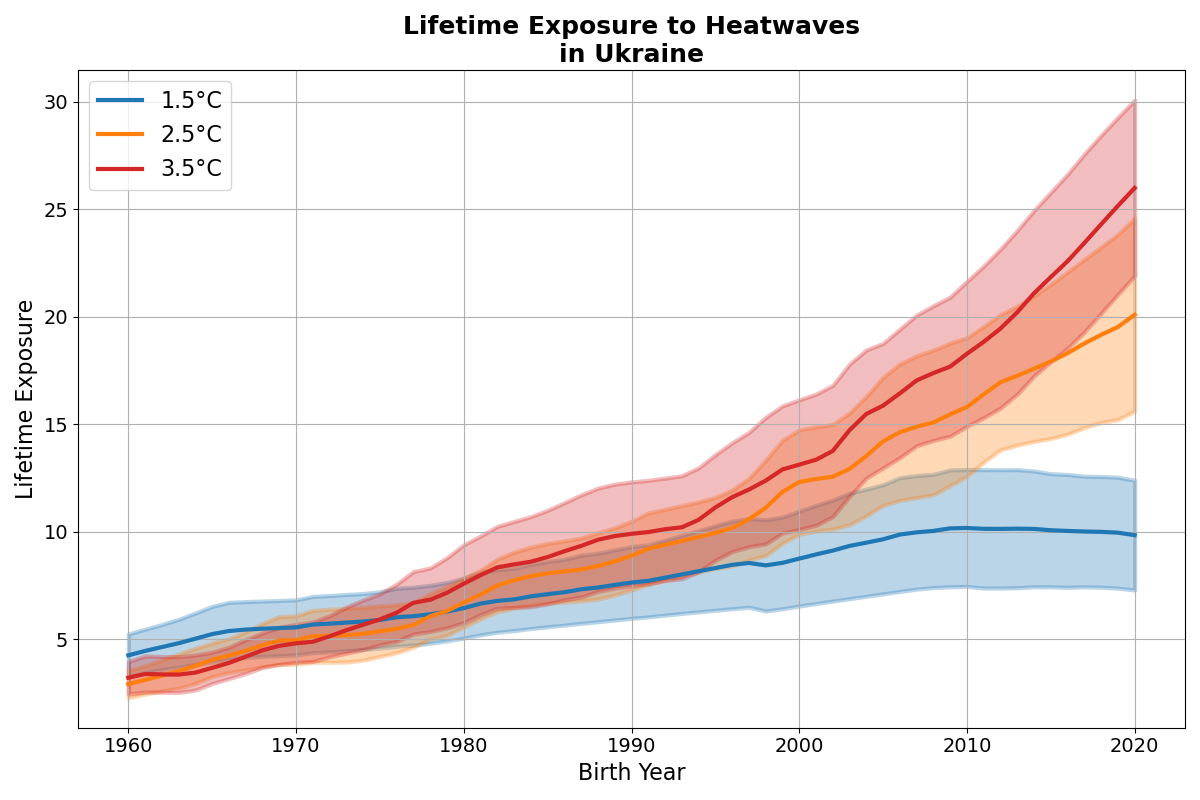 Lifetime Exposure to Heatwaves
in Ukraine
1.5°C
2.5°C
3.5°C
Lifetime Exposure
30
25
20
15
10
5
1960 1970 1980 1990 2000 2010 2020
Birth Year